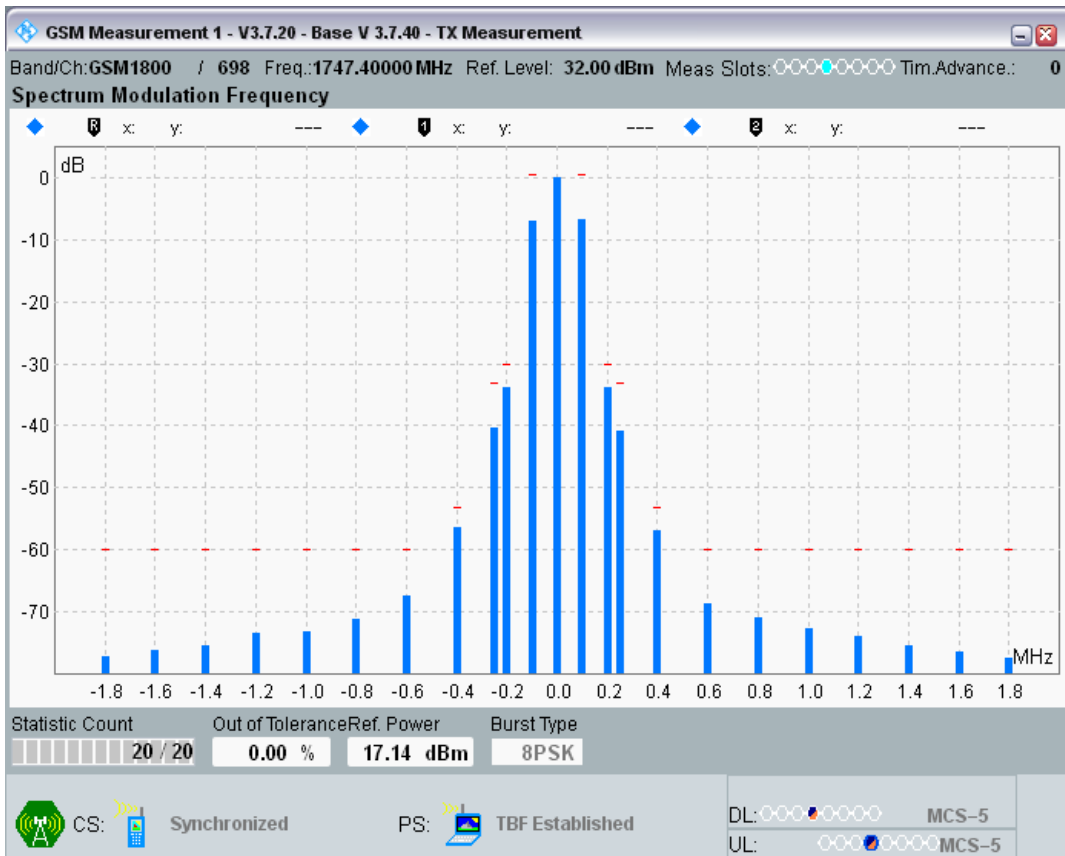 GSM Measurement 1 - V3.7.20 - Base V 3.7.40 - TX Measurement
Band/Ch:GSM1800 / 698 Freq.:1747.40000 MHz Ref. Level: 32.00 dBm Meas Slots: Tim.Advance.: 0
Spectrum Modulation Frequency
R x: y: --- 1 x: y: --- 2 x: y: ---
dB
0
-10
-20
-30
-40
-50
-60
-70
MHz
-1.8 -1.6 -1.4 -1.2 -1.0 -0.8 -0.6 -0.4 -0.2 0.0 0.2 0.4 0.6 0.8 1.0 1.2 1.4 1.6 1.8
Statistic Count Out of Tolerance Ref. Power Burst Type
20 / 20 0.00 % 17.14 dBm 8PSK
CS: Synchronized PS: TBF Established
DL: MCS-5
UL: MCS-5